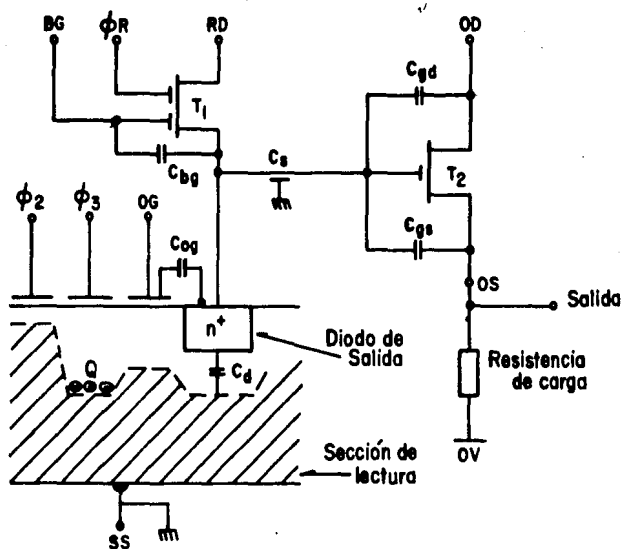 BG
ϕR
RD
OD
Cgd
T1
T2
Cbg
Cs
ϕ2
ϕ3
OG
Cog
Cgs
OS
Salida
n+
Diodo de
Salida
Q
Cd
Resistencia
de carga
Sección de
lectura
OV
SS